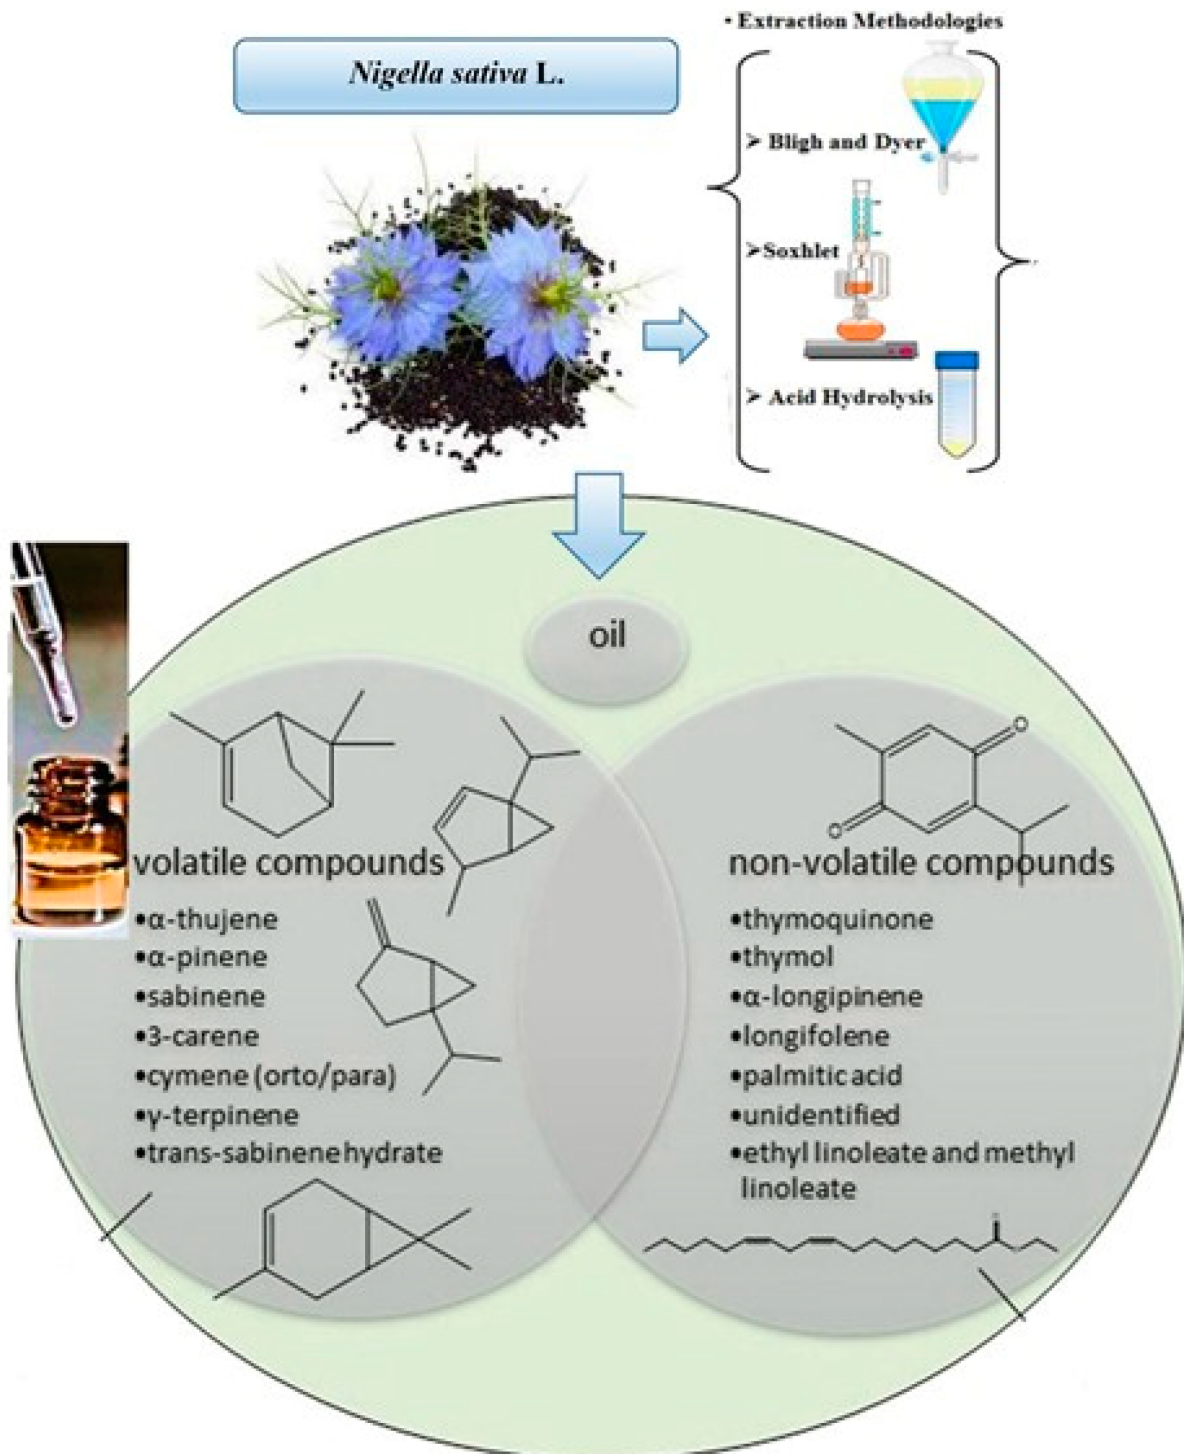 • Extraction Methodologies
Nigella sativa L.
➢ Bligh and Dyer
➢Soxhlet
➢ Acid Hydrolysis
oil
O
O
volatile compounds
•α-thujene
•α-pinene
•sabinene
•3-carene
•cymene (orto/para)
•γ-terpinene
•trans-sabinene hydrate
non-volatile compounds
•thymoquinone
•thymol
•α-longipinene
•longifolene
•palmitic acid
•unidentified
•ethyl linoleate and methyl
linoleate